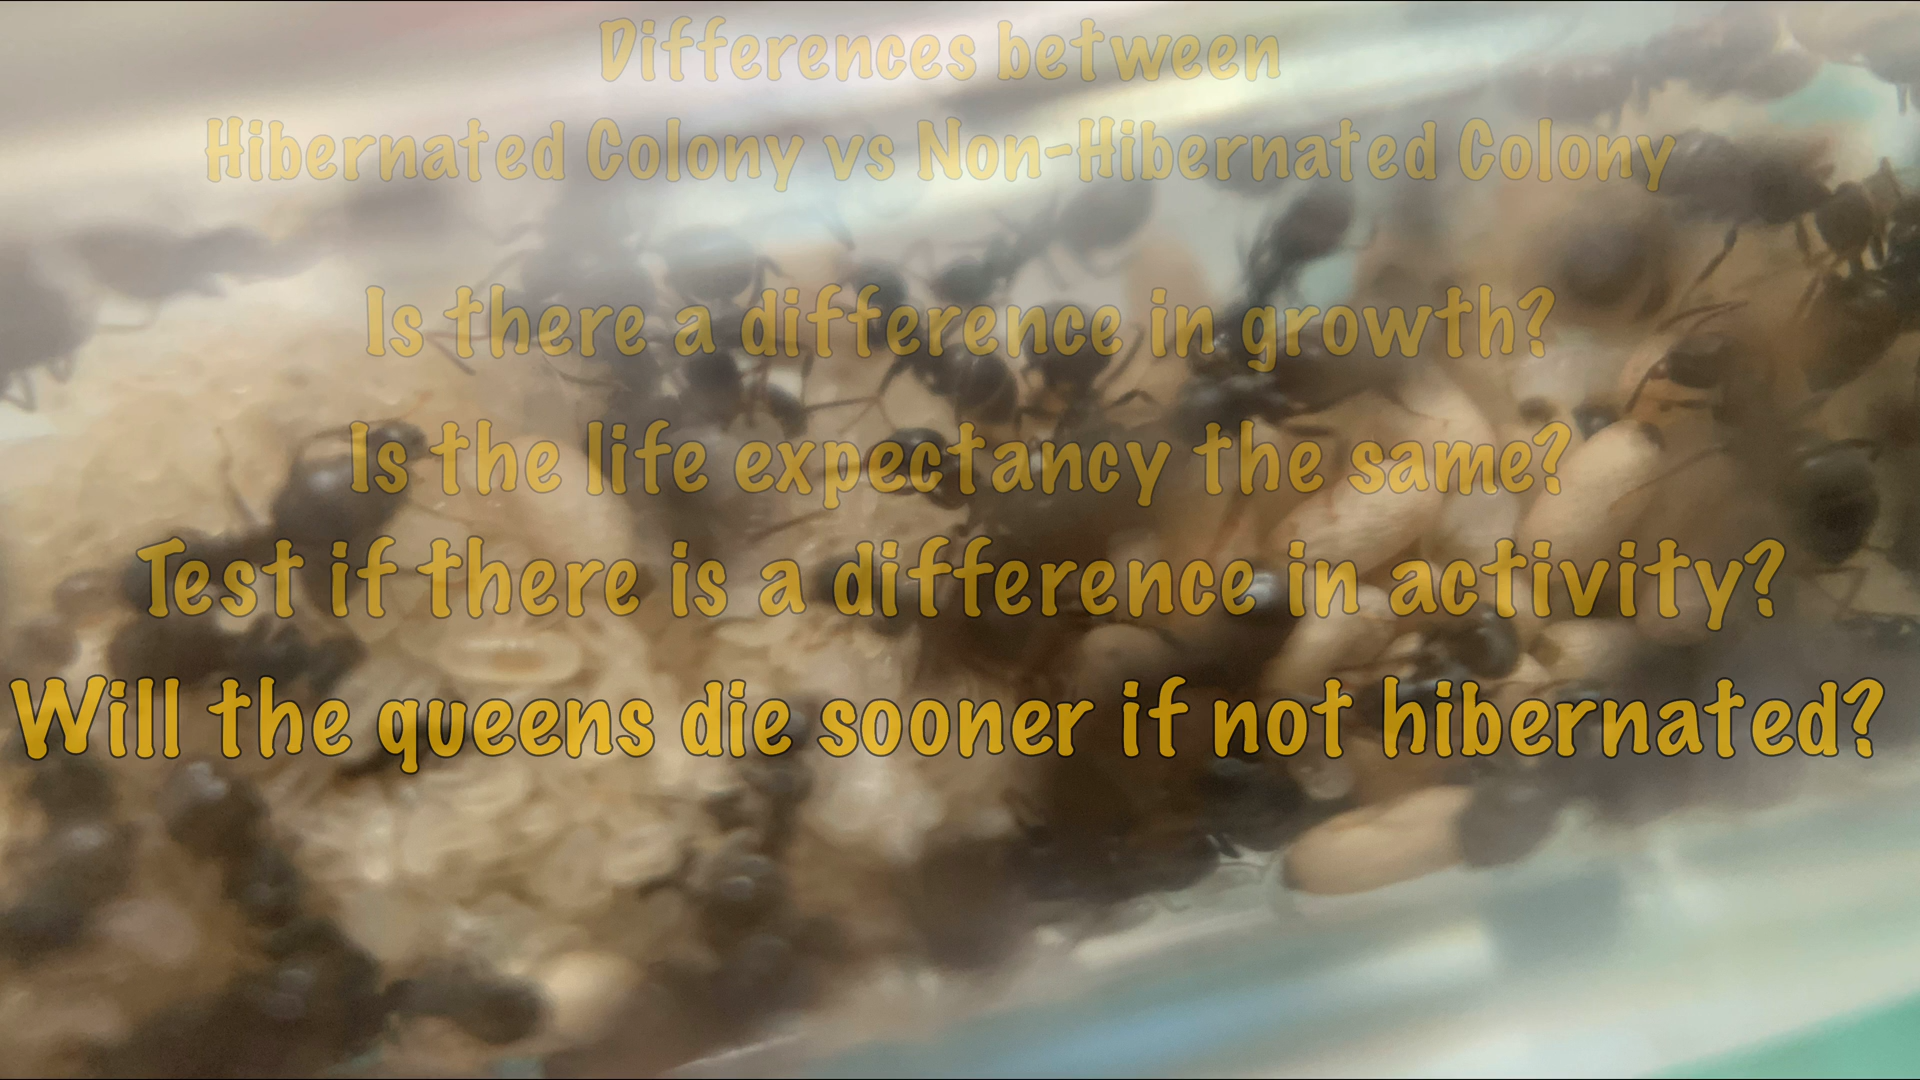 Differences between
Hibernated Colony vs Non-Hibernated Colony
Is there a difference in growth?
Is the life expectancy the same?
Test if there is a difference in activity?
Will the queens die sooner if not hibernated?